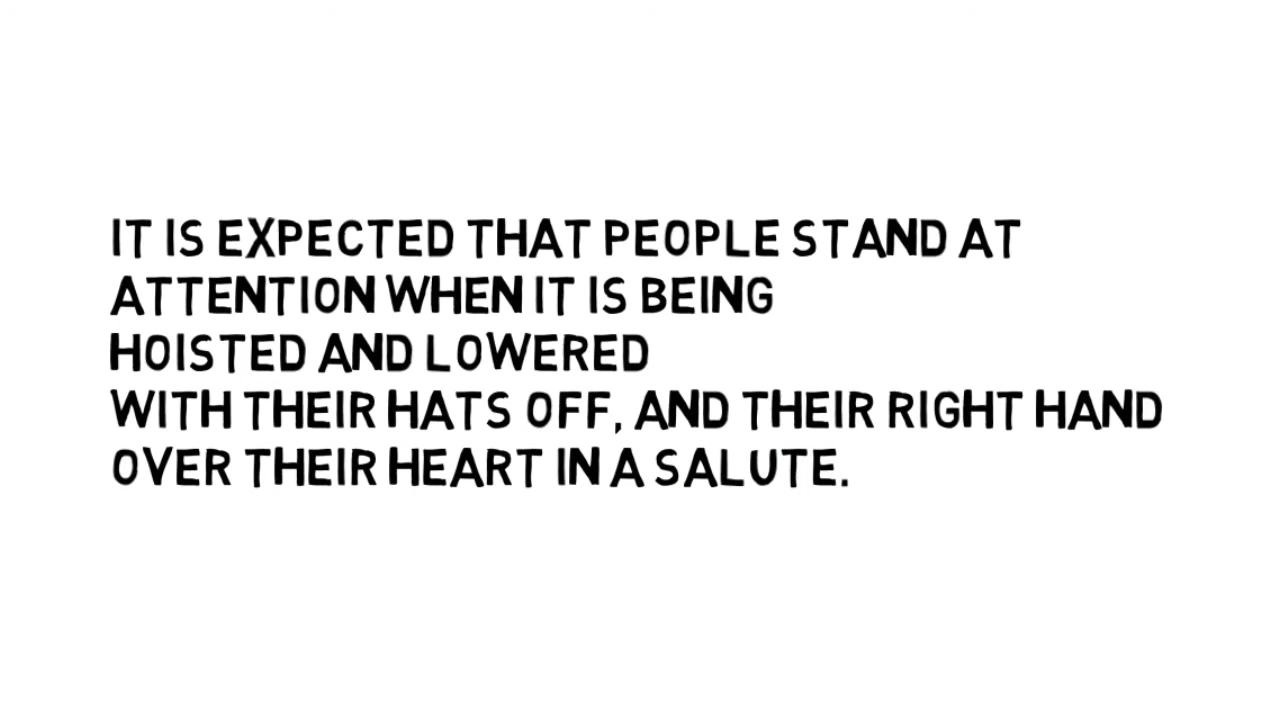 IT IS EXPECTED THAT PEOPLE STAND AT
ATTENTION WHEN IT IS BEING
HOISTED AND LOWERED
WITH THEIR HATS OFF, AND THEIR RIGHT HAND
OVER THEIR HEART IN A SALUTE.